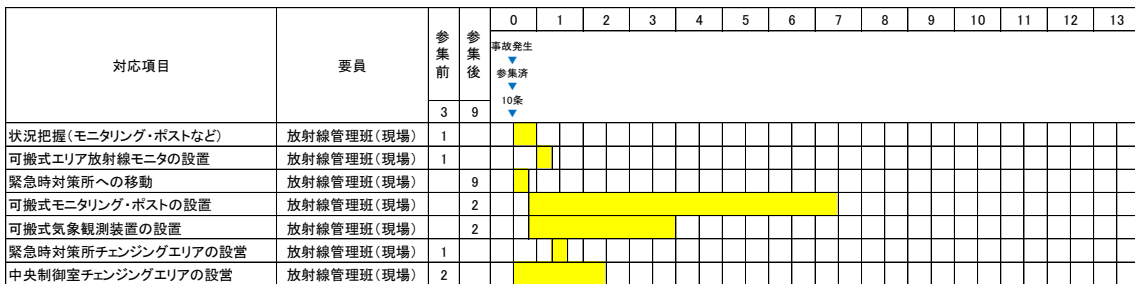 対応項目 要員 参集前 参集後 0 1 2 3 4 5 6 7 8 9 10 11 12 13
事故発生
▼
参集済
▼
10条
3 9 ▼
状況把握(モニタリング・ポストなど) 放射線管理班(現場) 1
可搬式エリア放射線モニタの設置 放射線管理班(現場) 1
緊急時対策所への移動 放射線管理班(現場) 9
可搬式モニタリング・ポストの設置 放射線管理班(現場) 2
可搬式気象観測装置の設置 放射線管理班(現場) 2
緊急時対策所チェンジングエリアの設営 放射線管理班(現場) 1
中央制御室チェンジングエリアの設営 放射線管理班(現場) 2